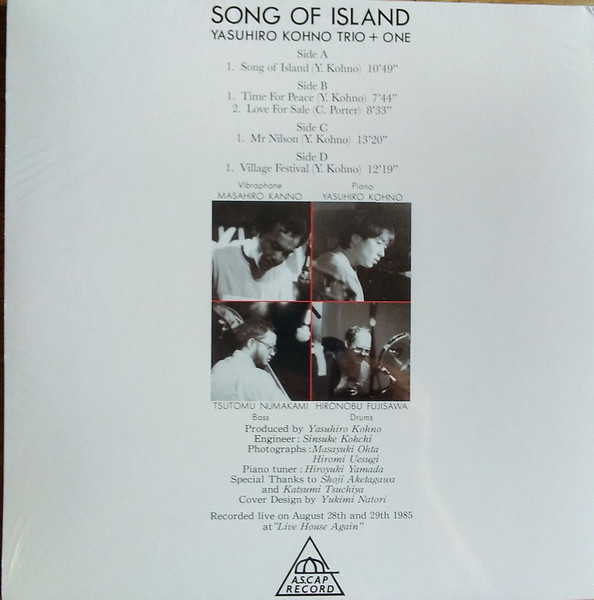 SONG OF ISLAND
YASUHIRO KOHNO TRIO + ONE
Side A
1. Song of Island (Y. Kohno) 10'49"
Side B
1. Time For Peace (Y. Kohno) 7'44"
2. Love For Sale (C. Porter) 8'33"
Side C
1. Mr Nilson (Y. Kohno) 13'20"
Side D
1. Village Festival (Y. Kohno) 12'19"
Vibraphone Piano
MASAHIRO KANNO YASUHIRO KOHNO
TSUTOMU NUMAKAMI HIRONOBU FUJISAWA
Bass Drums
Produced by Yasuhiro Kohno
Engineer : Sinsuke Kohchi
Photographs : Masayuki Ohta
Hiromi Uesugi
Piano tuner : Hiroyuki Yamada
Special Thanks to Shoji Aketagawa
and Katsumi Tsuchiya
Cover Design by Yukimi Natori
Recorded live on August 28th and 29th 1985
at "Live House Again"
A.S.CAP
RECORD